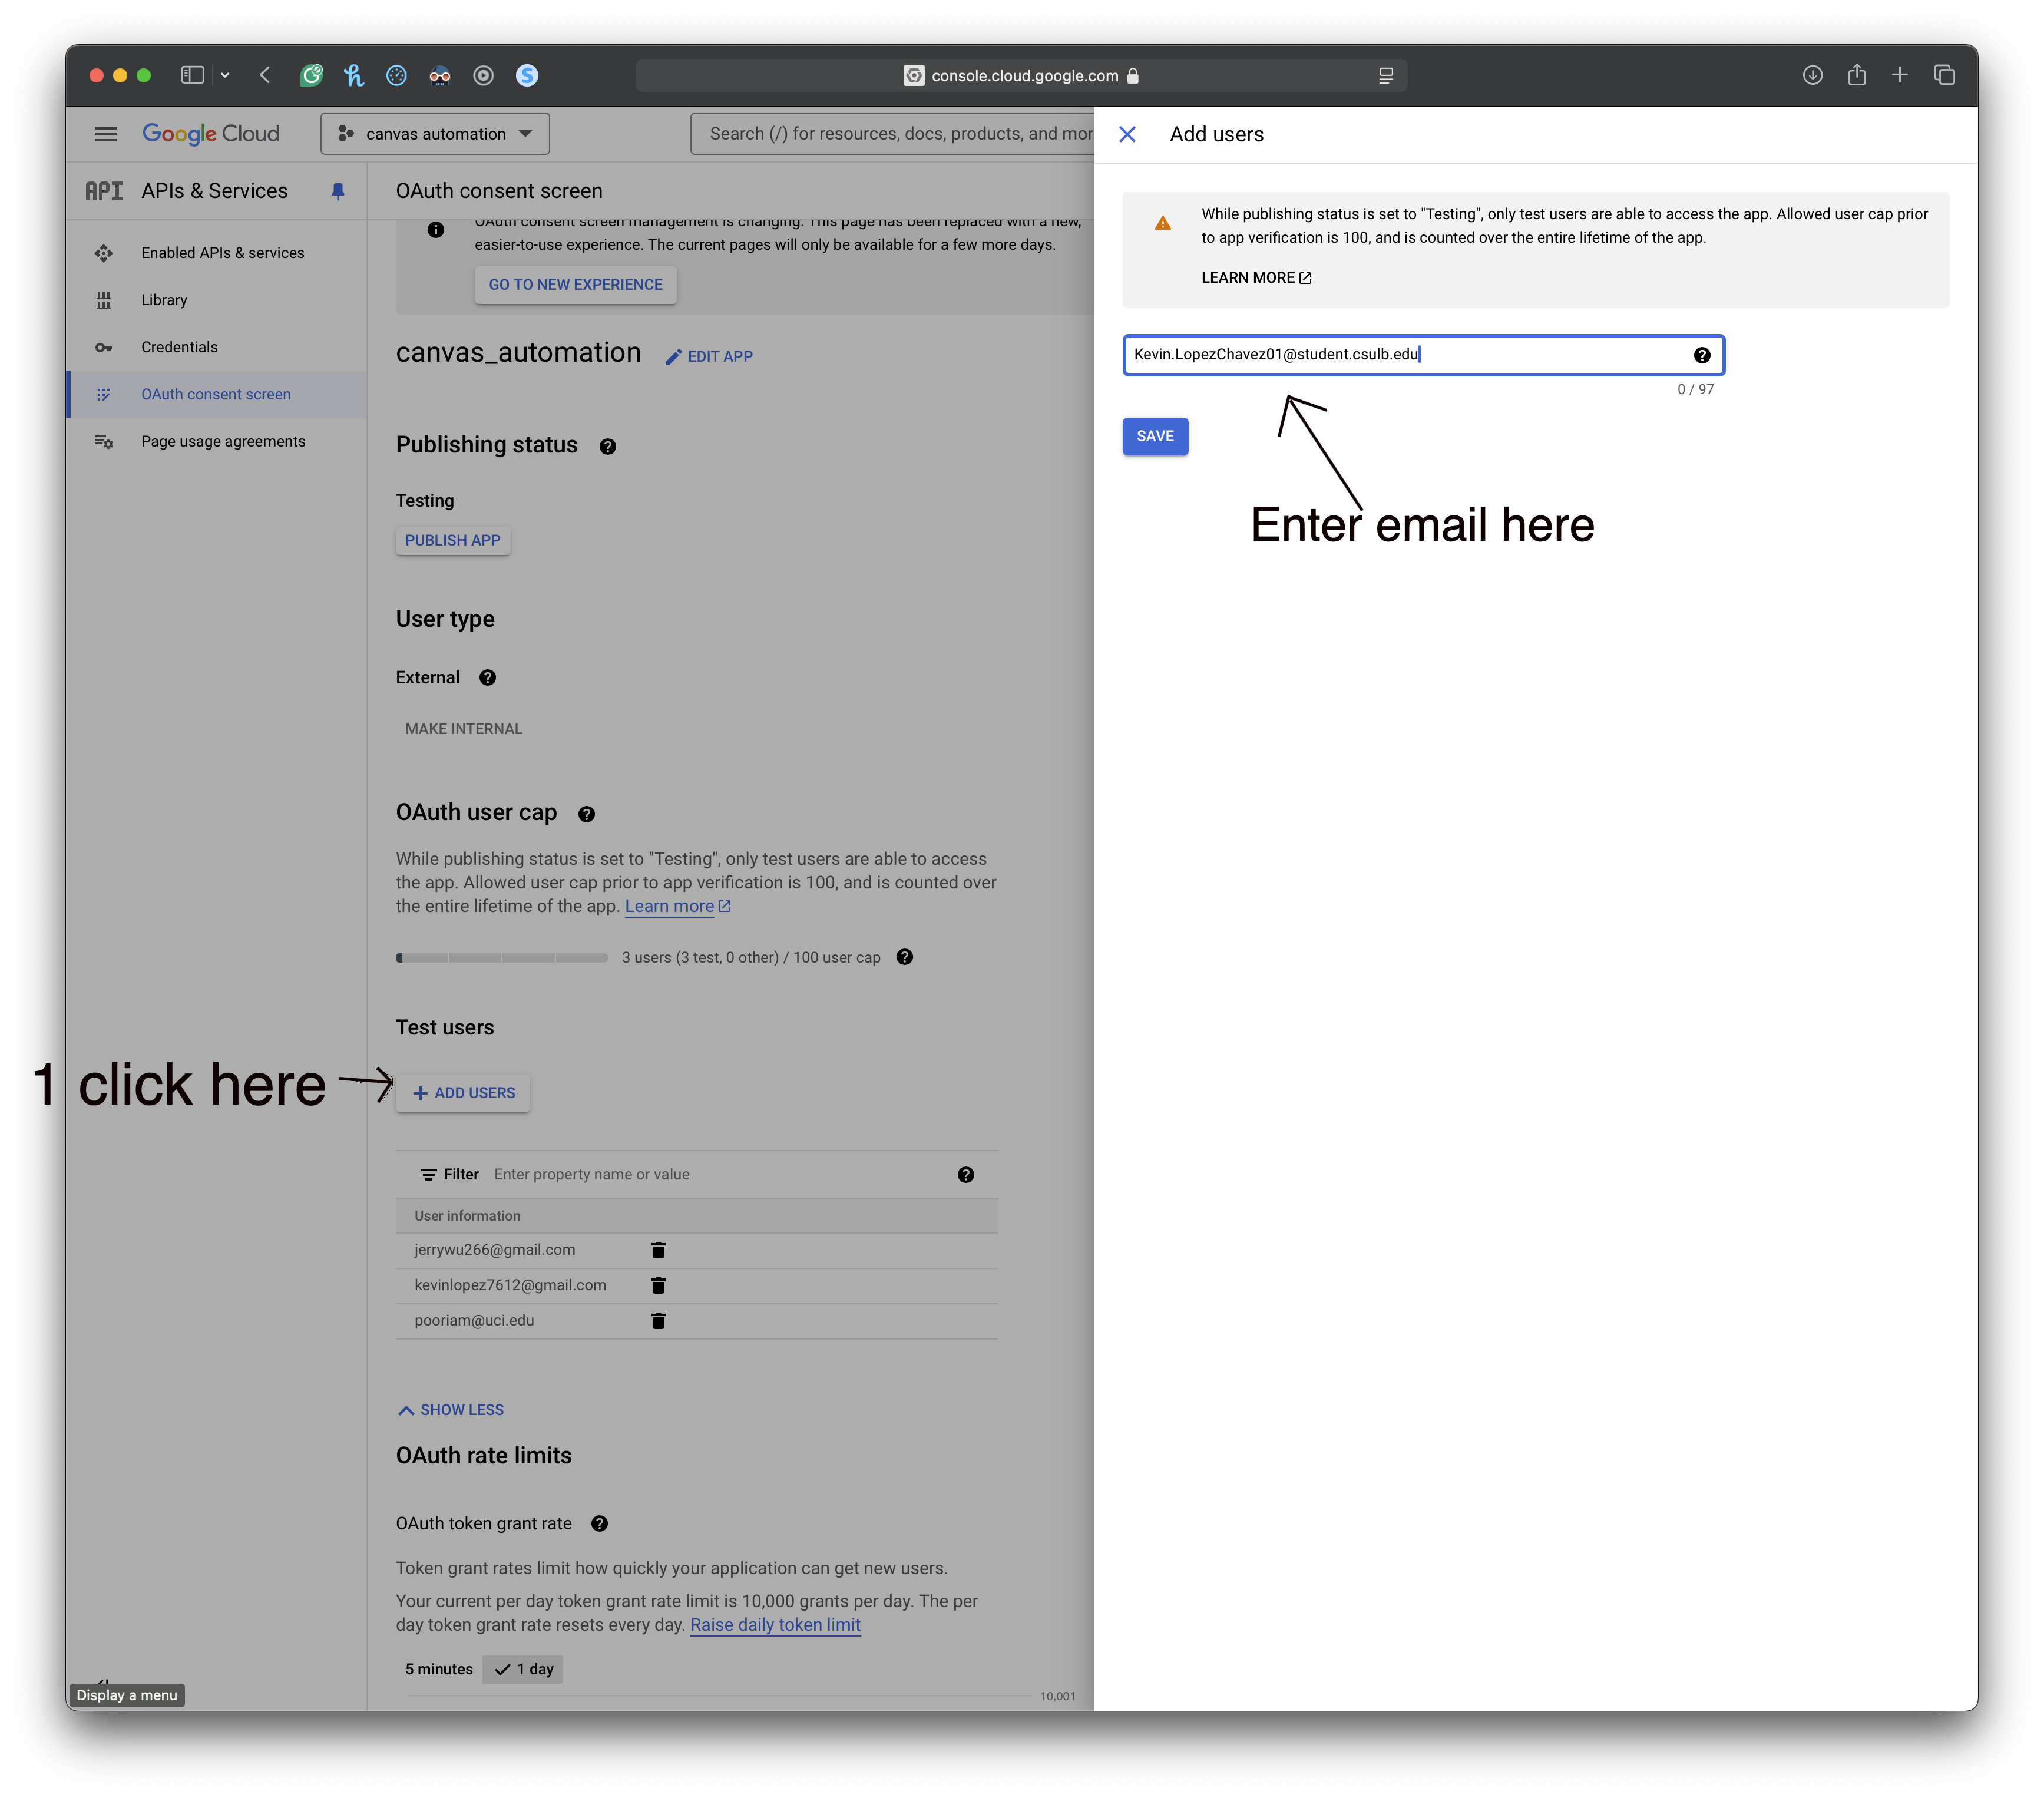 console.cloud.google.com
Google Cloud
canvas automation
Search (/) for resources, docs, products, and mor
API APIs & Services
Enabled APIs & services
Library
Credentials
OAuth consent screen
Page usage agreements
OAuth consent screen
OAuth consent screen management is changing. This page has been replaced with a new,
easier-to-use experience. The current pages will only be available for a few more days.
GO TO NEW EXPERIENCE
canvas_automation
EDIT APP
Publishing status
Testing
PUBLISH APP
User type
External
MAKE INTERNAL
OAuth user cap
While publishing status is set to "Testing", only test users are able to access
the app. Allowed user cap prior to app verification is 100, and is counted over
the entire lifetime of the app. Learn more
3 users (3 test, 0 other) / 100 user cap
Test users
1 click here
ADD USERS
Filter Enter property name or value
User information
jerrywu266@gmail.com
kevinlopez7612@gmail.com
pooriam@uci.edu
SHOW LESS
OAuth rate limits
OAuth token grant rate
Token grant rates limit how quickly your application can get new users.
Your current per day token grant rate limit is 10,000 grants per day. The per
day token grant rate resets every day. Raise daily token limit
5 minutes 1 day
10,001
Display a menu
Add users
While publishing status is set to "Testing", only test users are able to access the app. Allowed user cap prior
to app verification is 100, and is counted over the entire lifetime of the app.
LEARN MORE
Kevin.LopezChavez01@student.csulb.edu
0 / 97
SAVE
Enter email here